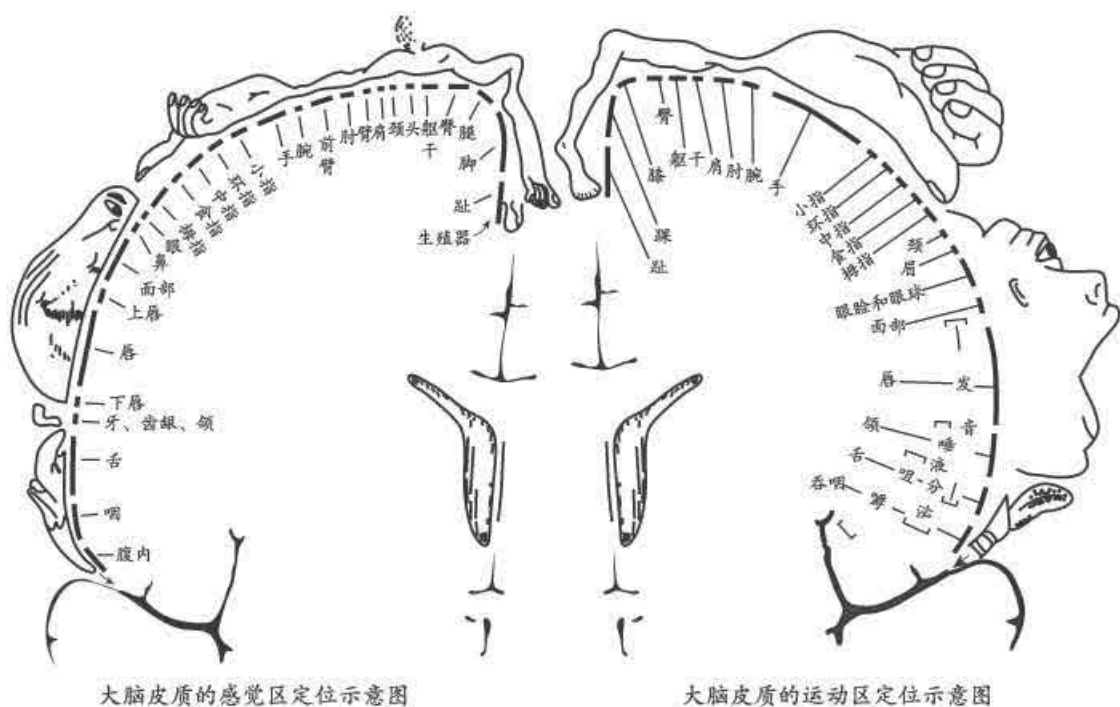 生殖器
趾
脚
腿
臀
躯干
头
颈
肩
臂
肘
前臂
腕
手
小指
环指
中指
食指
拇指
眼
鼻
面部
上唇
唇
下唇
牙、齿龈、颌
舌
咽
腹内
趾
踝
膝
臀
躯干
肩
肘
腕
手
小指
环指
中指
食指
拇指
颈
眉
眼睑和眼球
面部
唇
颌
舌
吞咽
发音
唾液分泌
咀嚼
大脑皮质的感觉区定位示意图
大脑皮质的运动区定位示意图